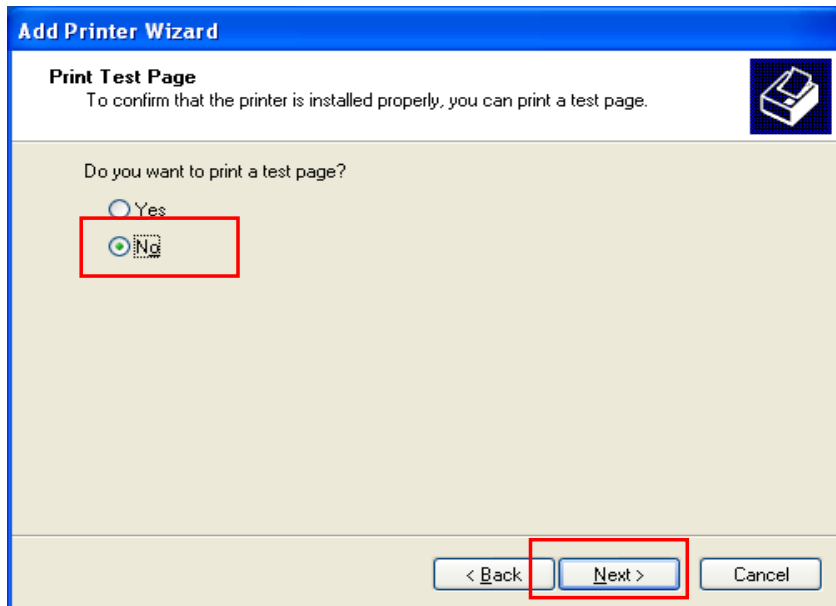 Add Printer Wizard
Print Test Page
To confirm that the printer is installed properly, you can print a test page.
Do you want to print a test page?
Yes
No
< Back
Next >
Cancel